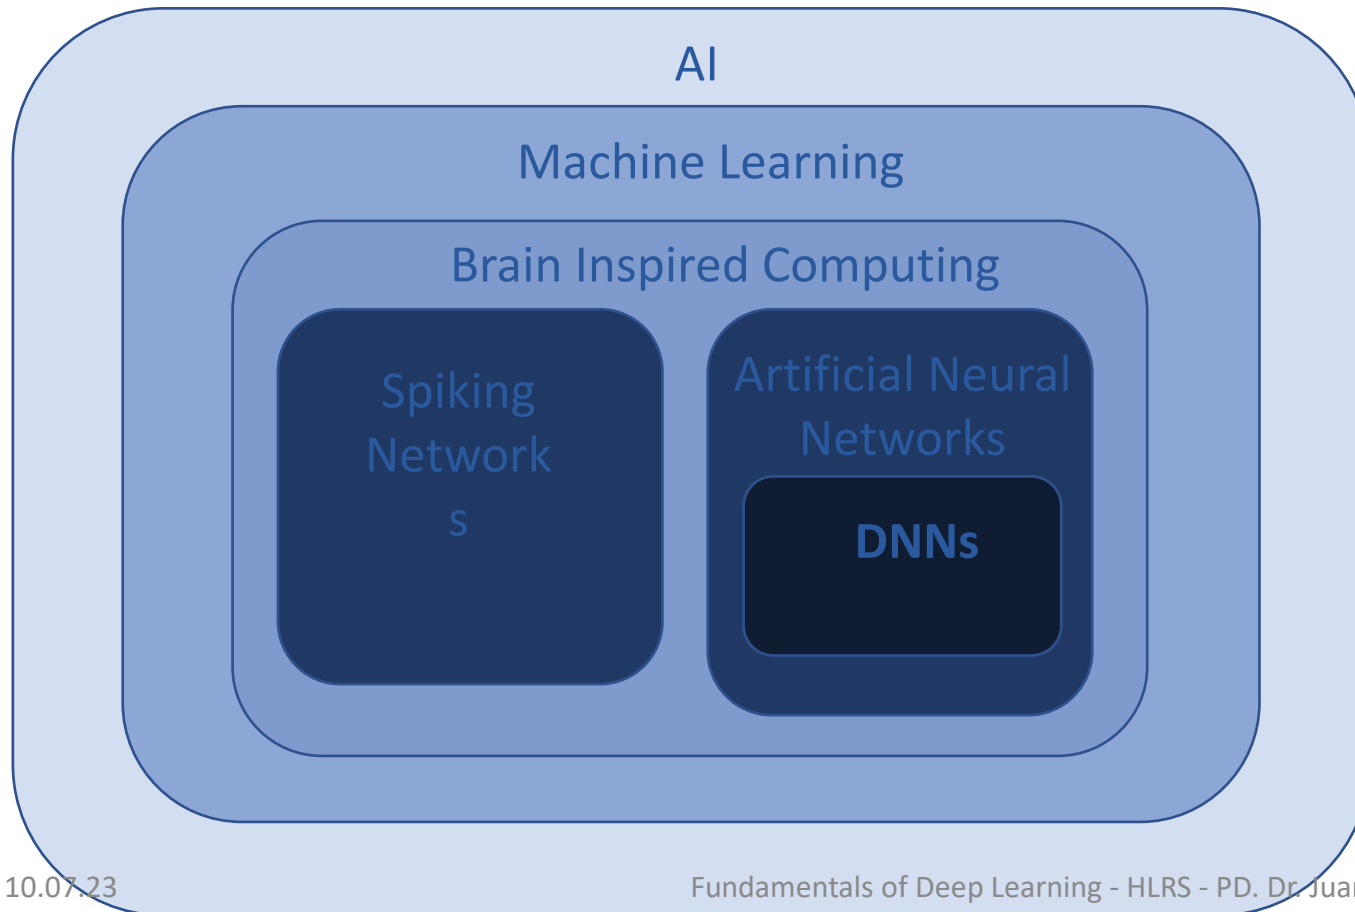 AI
Machine Learning
Brain Inspired Computing
Spiking
Network
s
Artificial Neural
Networks
DNNs
10.07.23
Fundamentals of Deep Learning - HLRS - PD. Dr. Juan